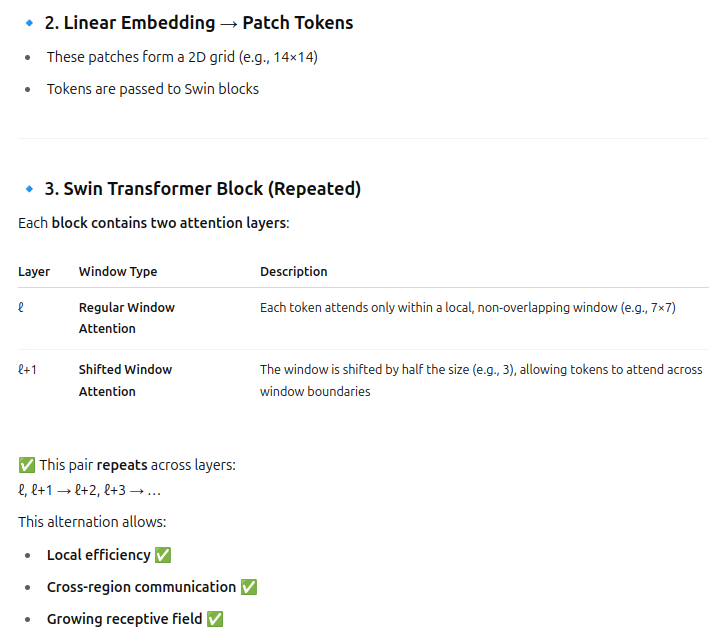 🔹 2. Linear Embedding → Patch Tokens
• These patches form a 2D grid (e.g., 14×14)
• Tokens are passed to Swin blocks
🔹 3. Swin Transformer Block (Repeated)
Each block contains two attention layers:
Layer Window Type Description
ℓ Regular Window Attention Each token attends only within a local, non-overlapping window (e.g., 7×7)
ℓ+1 Shifted Window Attention The window is shifted by half the size (e.g., 3), allowing tokens to attend across window boundaries
✅ This pair repeats across layers:
ℓ, ℓ+1 → ℓ+2, ℓ+3 → …
This alternation allows:
• Local efficiency ✅
• Cross-region communication ✅
• Growing receptive field ✅